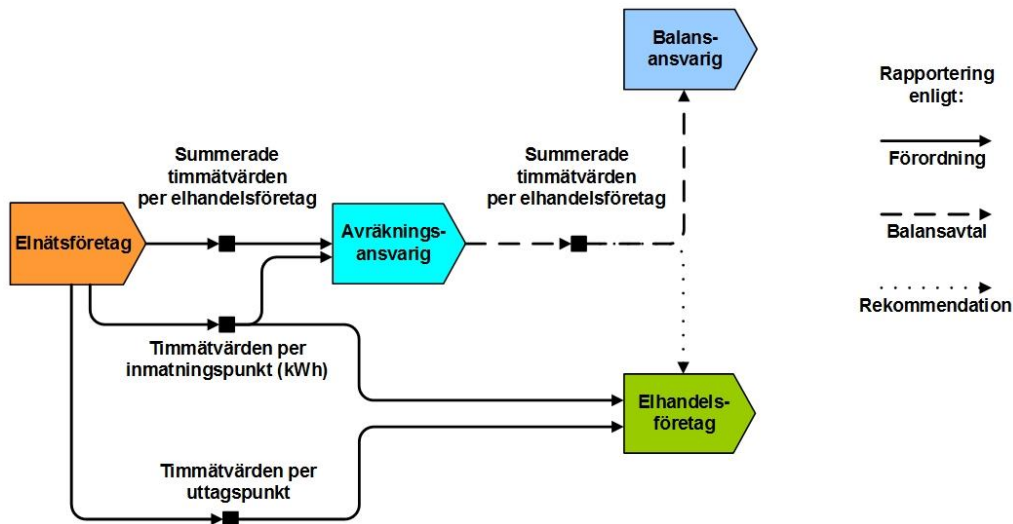 Balans-
ansvarig
Rapportering
enligt:
Förordning
Summerade
timmätvärden
per elhandelsföretag
Summerade
timmätvärden
per elhandelsföretag
Elnätsföretag
Avräknings-
ansvarig
Balansavtal
Rekommendation
Timmätvärden per
inmatningspunkt (kWh)
Elhandels-
företag
Timmätvärden per
uttagspunkt